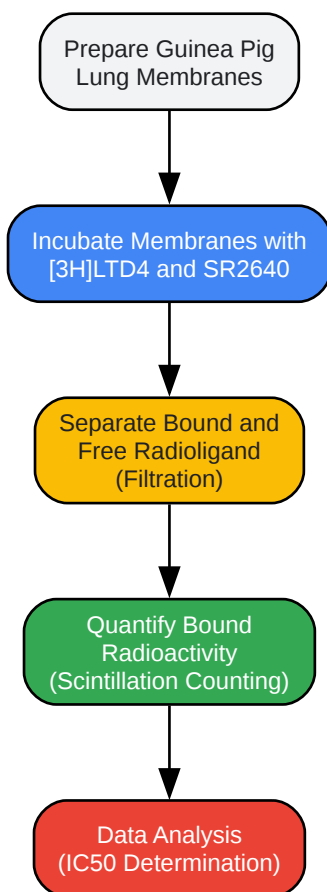 Prepare Guinea Pig
Lung Membranes
Incubate Membranes with
[3H]LTD4 and SR2640
Separate Bound and
Free Radioligand
(Filtration)
Quantify Bound
Radioactivity
(Scintillation Counting)
Data Analysis
(IC50 Determination)